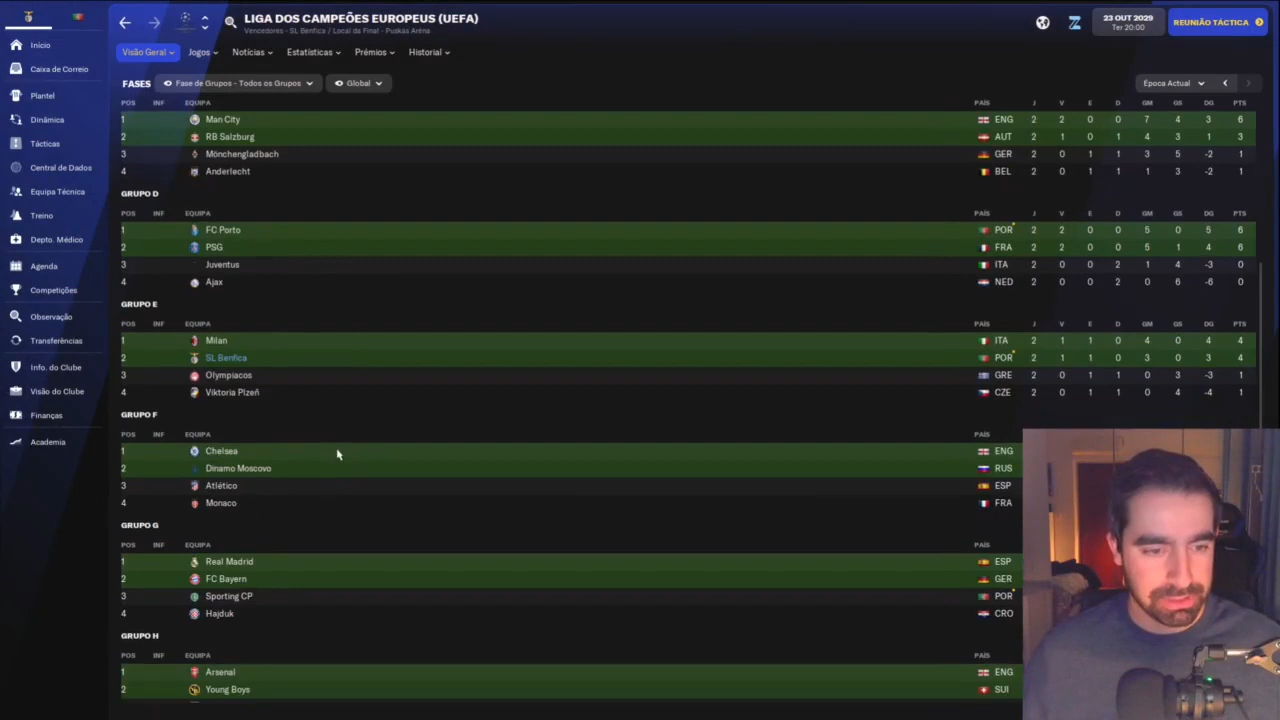 LIGA DOS CAMPEÕES EUROPEUS (UEFA)
Vencedores - SL Benfica / Local da Final - Puskas Aréna
23 OUT 2029
Ter 20:00
REUNIÃO TÁCTICA
Visão Geral
Jogos
Notícias
Estatísticas
Prémios
Historial
FASES
Fase de Grupos - Todos os Grupos
Global
Época Actual
Início
Caixa de Correio
Plantel
Dinâmica
Tácticas
Central de Dados
Equipa Técnica
Treino
Depto. Médico
Agenda
Competições
Observação
Transferências
Info. do Clube
Visão do Clube
Finanças
Academia
POS INF EQUIPA PAÍS J V E D GM GS DG PTS
1 Man City ENG 2 2 0 0 7 4 3 6
2 RB Salzburg AUT 2 1 0 1 4 3 1 3
3 Mönchengladbach GER 2 0 1 1 3 5 -2 1
4 Anderlecht BEL 2 0 1 1 1 3 -2 1
GRUPO D
POS INF EQUIPA PAÍS J V E D GM GS DG PTS
1 FC Porto POR 2 2 0 0 5 0 5 6
2 PSG FRA 2 2 0 0 5 1 4 6
3 Juventus ITA 2 0 0 2 1 4 -3 0
4 Ajax NED 2 0 0 2 0 6 -6 0
GRUPO E
POS INF EQUIPA PAÍS J V E D GM GS DG PTS
1 Milan ITA 2 1 1 0 4 0 4 4
2 SL Benfica POR 2 1 1 0 3 0 3 4
3 Olympiacos GRE 2 0 1 1 0 3 -3 1
4 Viktoria Plzeň CZE 2 0 1 1 0 4 -4 1
GRUPO F
POS INF EQUIPA PAÍS
1 Chelsea ENG
2 Dinamo Moscovo RUS
3 Atlético ESP
4 Monaco FRA
GRUPO G
POS INF EQUIPA PAÍS
1 Real Madrid ESP
2 FC Bayern GER
3 Sporting CP POR
4 Hajduk CRO
GRUPO H
POS INF EQUIPA PAÍS
1 Arsenal ENG
2 Young Boys SUI